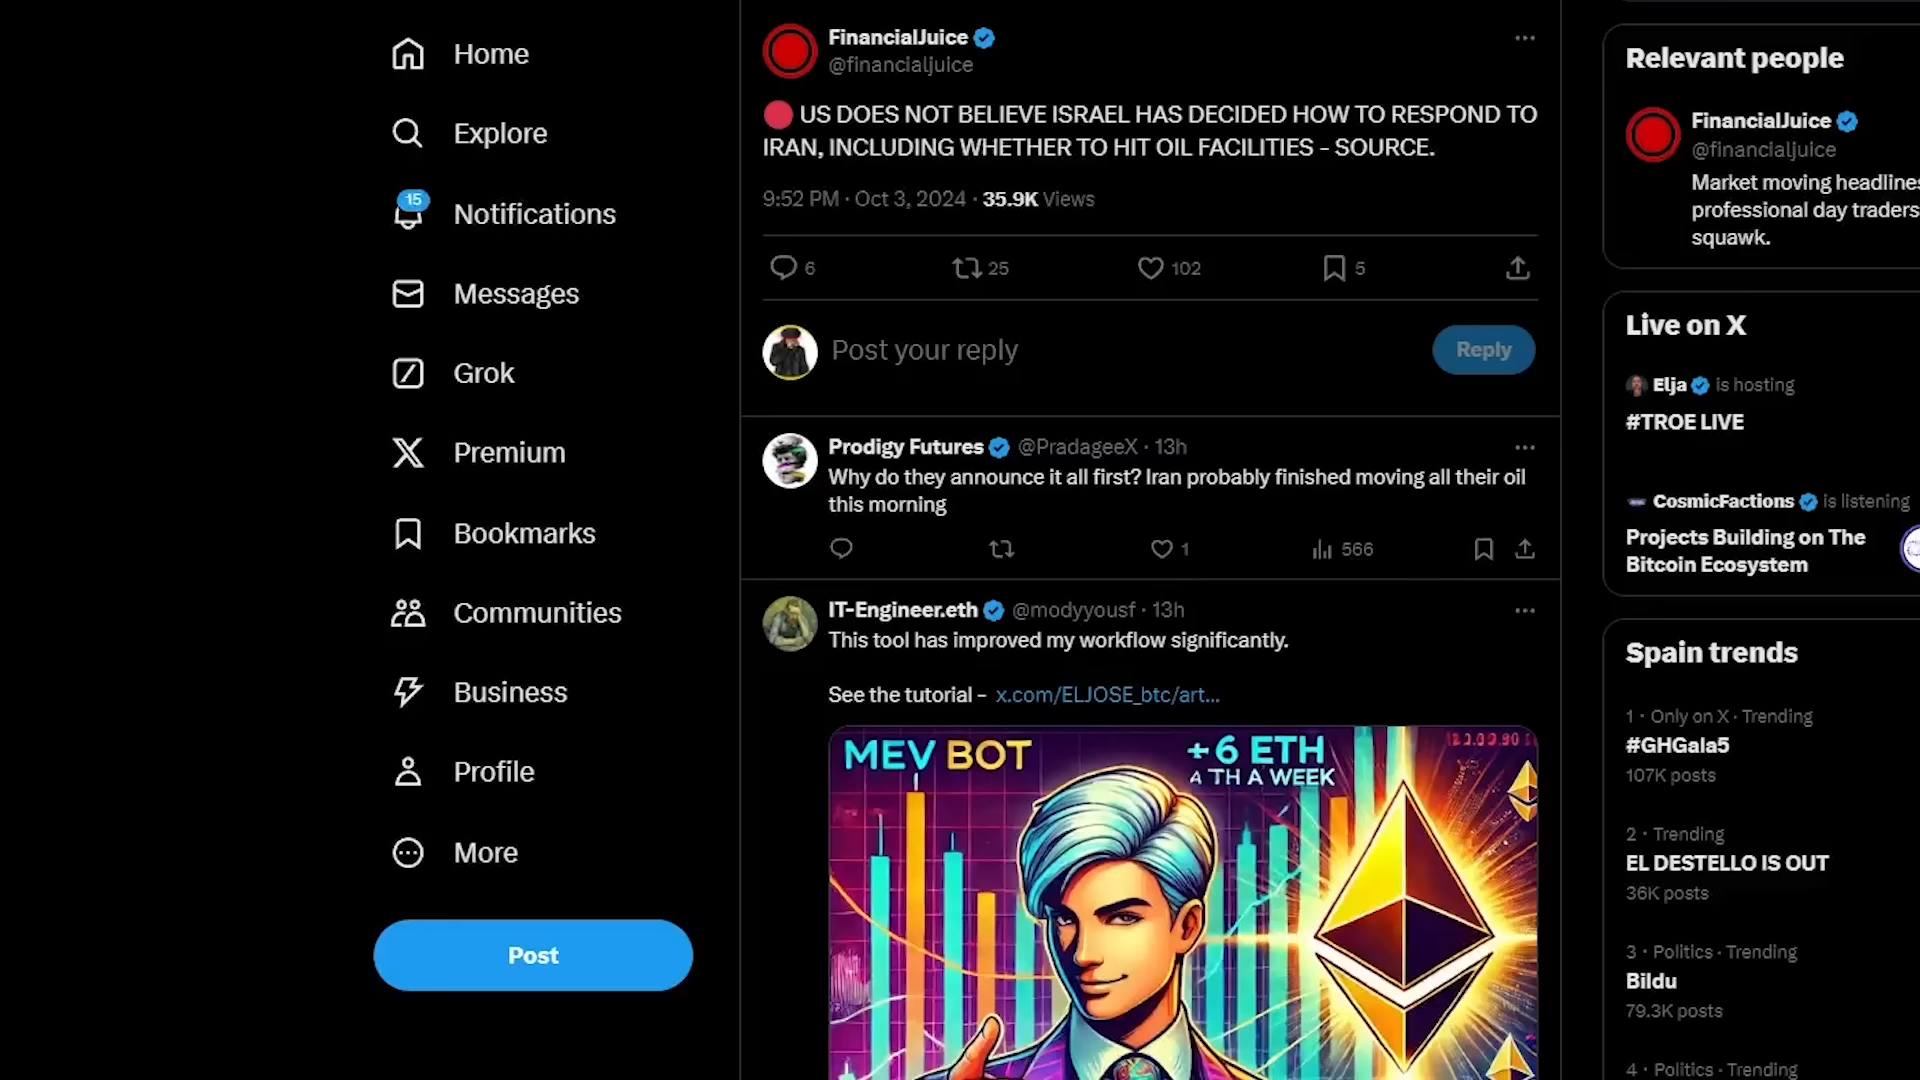 Home
Explore
15
Notifications
Messages
Grok
Premium
Bookmarks
Communities
Business
Profile
More
Post
FinancialJuice
@financialjuice
US DOES NOT BELIEVE ISRAEL HAS DECIDED HOW TO RESPOND TO
IRAN, INCLUDING WHETHER TO HIT OIL FACILITIES - SOURCE.
9:52 PM · Oct 3, 2024 · 35.9K Views
6 25 102 5
Post your reply
Reply
Prodigy Futures @PradageeX · 13h
Why do they announce it all first? Iran probably finished moving all their oil
this morning
1 566
IT-Engineer.eth @modyyousf · 13h
This tool has improved my workflow significantly.
See the tutorial - x.com/ELJOSE_btc/art...
MEV BOT
+6 ETH
A WEEK
Relevant people
FinancialJuice
@financialjuice
Market moving headlines
professional day traders
squawk.
Live on X
Elja is hosting
#TROE LIVE
CosmicFactions is listening
Projects Building on The
Bitcoin Ecosystem
Spain trends
1 · Only on X · Trending
#GHGala5
107K posts
2 · Trending
EL DESTELLO IS OUT
36K posts
3 · Politics · Trending
Bildu
79.3K posts
4 · Politics · Trending